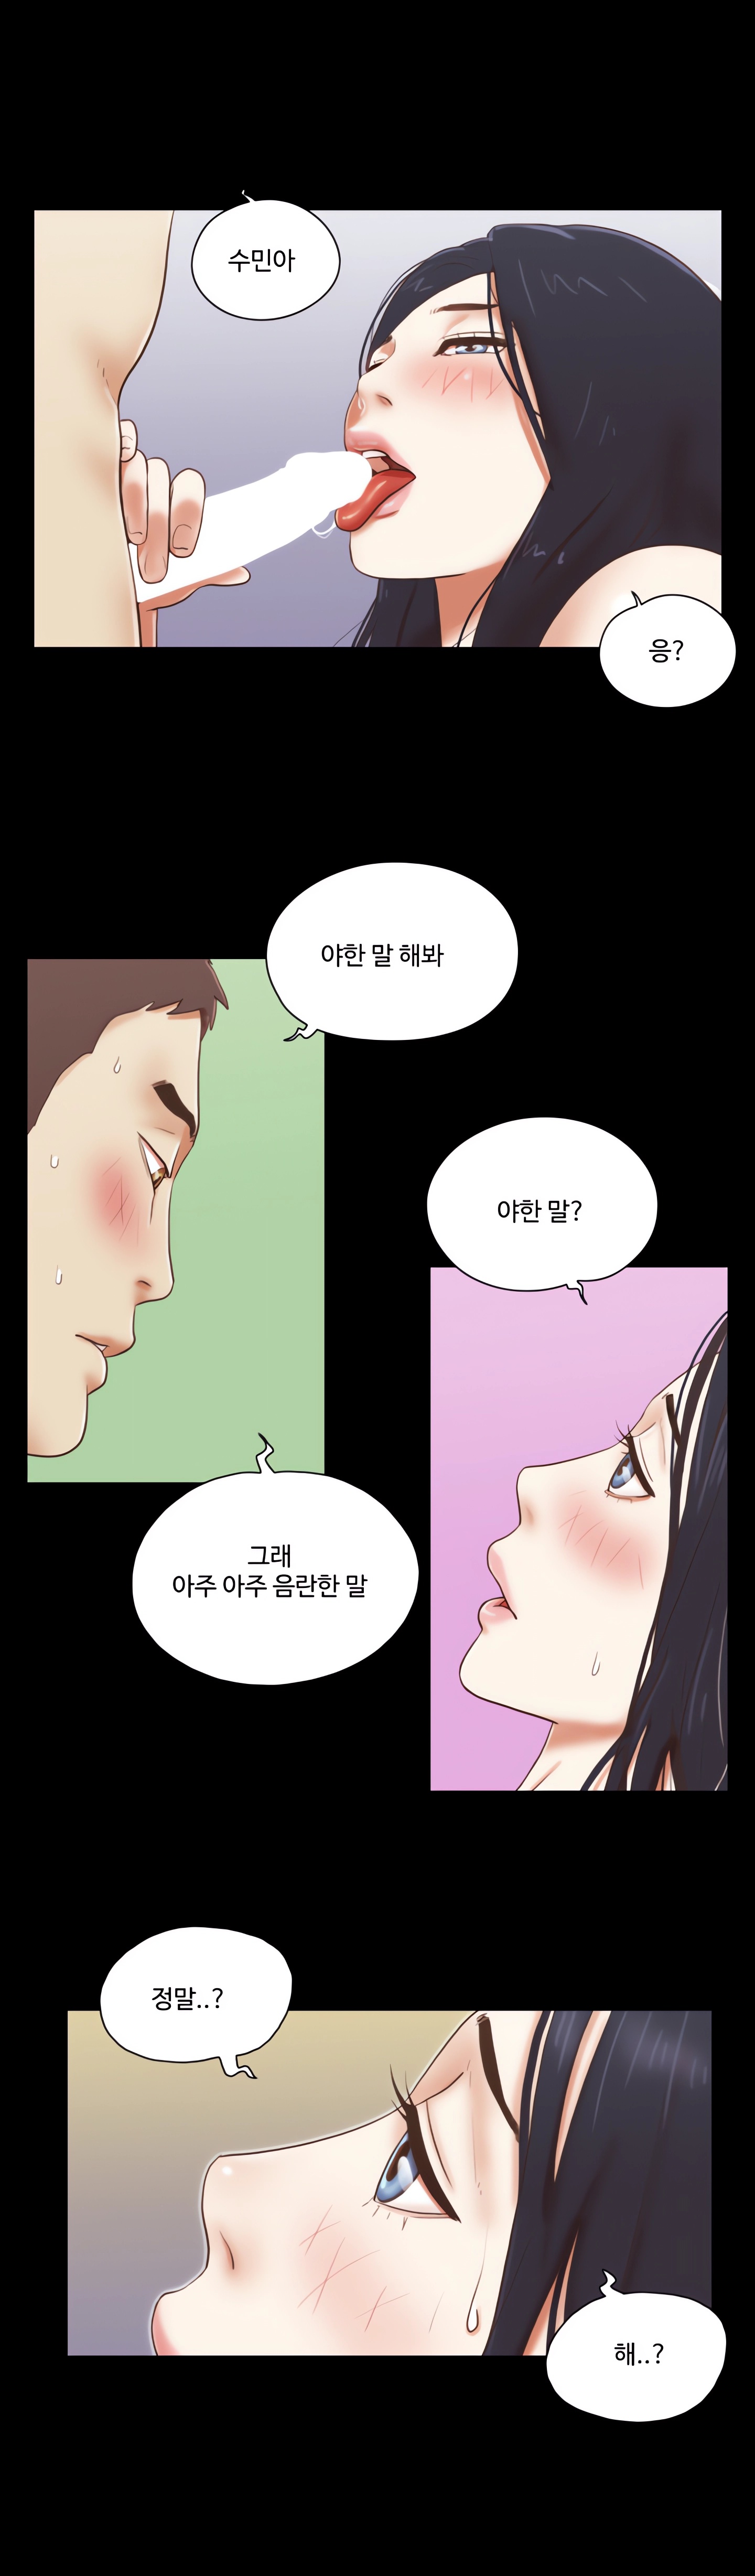 수민아
응?
야한 말 해봐
야한 말?
그래
아주 아주 음란한 말
정말..?
해..?